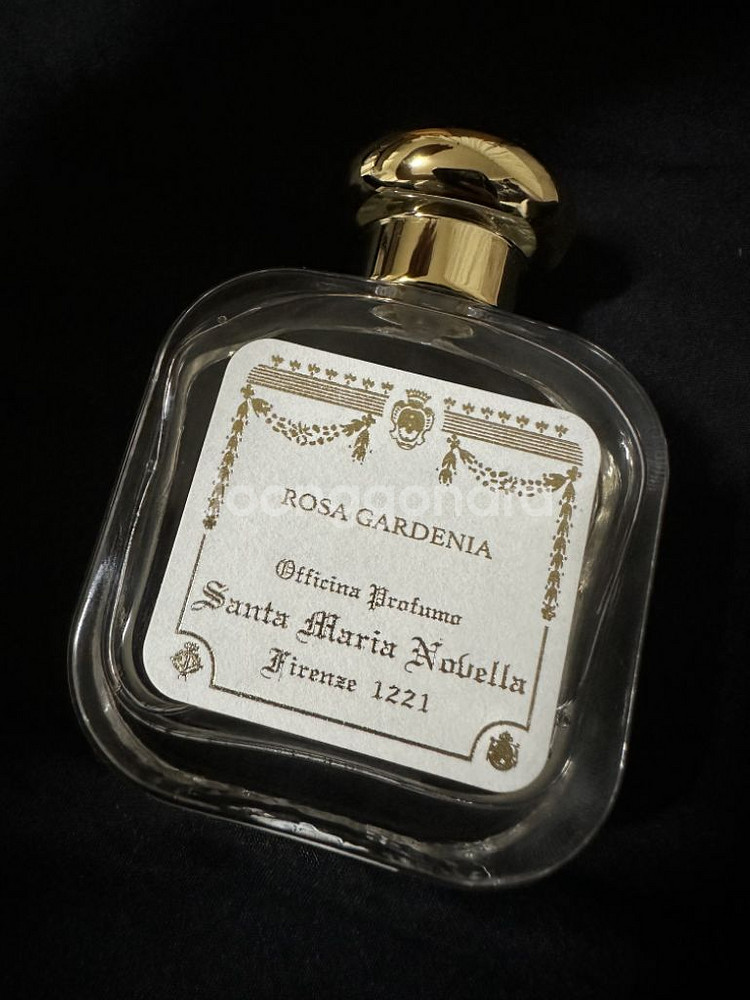 ROSA GARDENIA
Officina Profumo
Santa Maria Novella
Firenze 1221